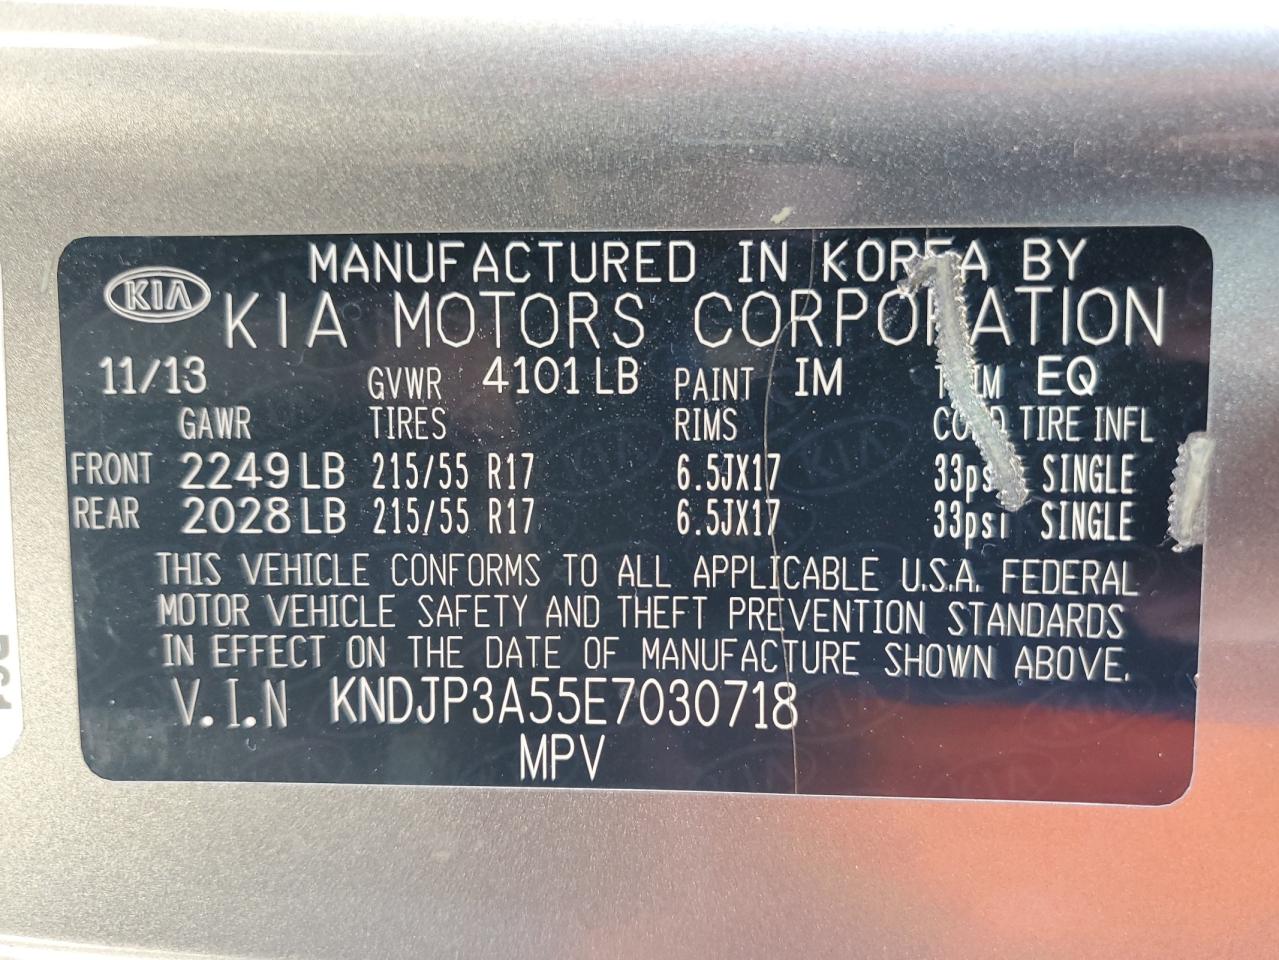 MANUFACTURED IN KOREA BY
KIA KIA MOTORS CORPORATION
11/13 GVWR 4101 LB PAINT IM TRIM EQ
GAWR TIRES RIMS COLD TIRE INFL
FRONT 2249 LB 215/55 R17 6.5JX17 33psi SINGLE
REAR 2028 LB 215/55 R17 6.5JX17 33psi SINGLE
THIS VEHICLE CONFORMS TO ALL APPLICABLE U.S.A. FEDERAL
MOTOR VEHICLE SAFETY AND THEFT PREVENTION STANDARDS
IN EFFECT ON THE DATE OF MANUFACTURE SHOWN ABOVE.
V.I.N KNDJP3A55E7030718
MPV